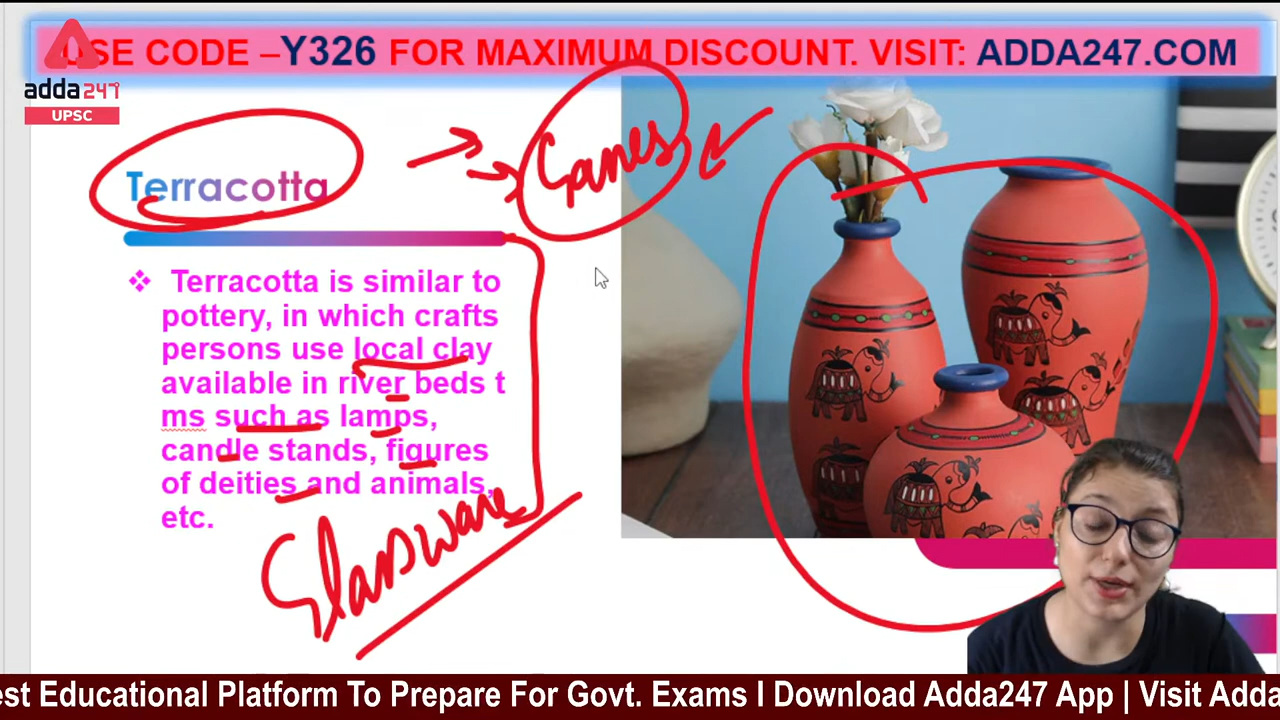 USE CODE –Y326 FOR MAXIMUM DISCOUNT. VISIT: ADDA247.COM
adda247
UPSC
Terracotta
❖ Terracotta is similar to
pottery, in which crafts
persons use local clay
available in river beds t
ms such as lamps,
candle stands, figures
of deities and animals,
etc.
Glassware
est Educational Platform To Prepare For Govt. Exams I Download Adda247 App | Visit Adda